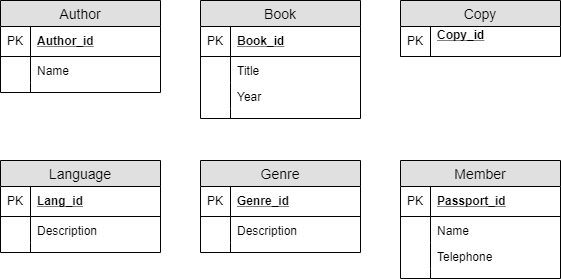 Author
PK Author_id
Name
Book
PK Book_id
Title
Year
Copy
PK Copy_id
Language
PK Lang_id
Description
Genre
PK Genre_id
Description
Member
PK Passport_id
Name
Telephone